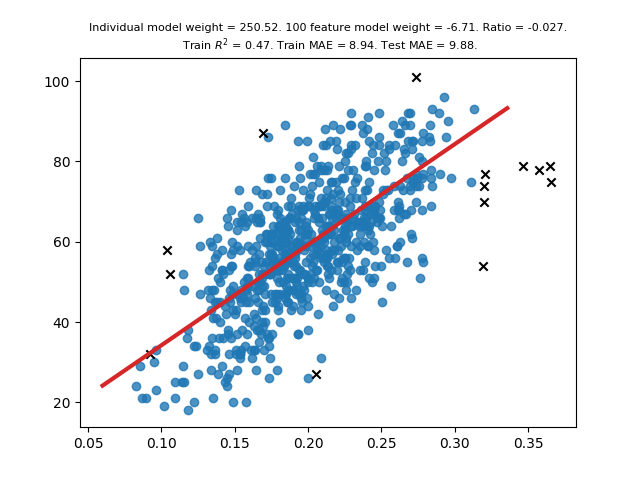 Individual model weight = 250.52. 100 feature model weight = -6.71. Ratio = -0.027.
Train R² = 0.47. Train MAE = 8.94. Test MAE = 9.88.
100
80
60
40
20
0.05 0.10 0.15 0.20 0.25 0.30 0.35